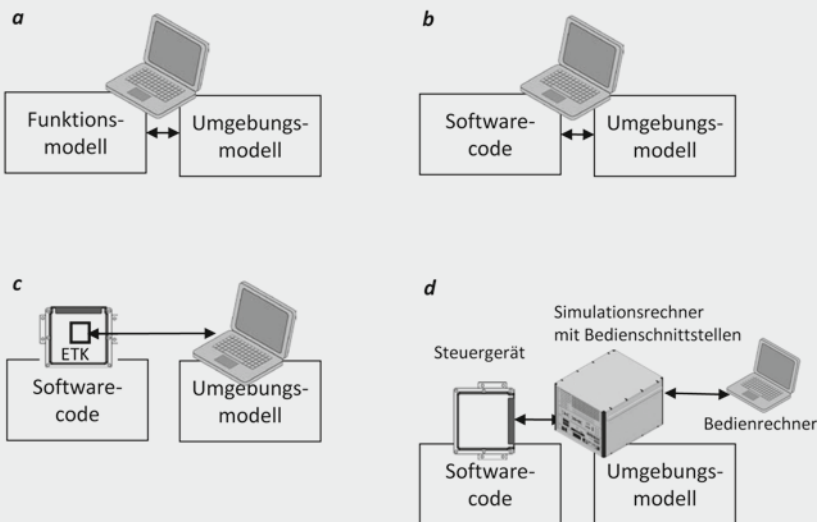 a
Funktions-
modell
Umgebungs-
modell
b
Software-
code
Umgebungs-
modell
c
ETK
Software-
code
Umgebungs-
modell
d
Simulationsrechner
mit Bedienschnittstellen
Steuergerät
Bedienrechner
Software-
code
Umgebungs-
modell